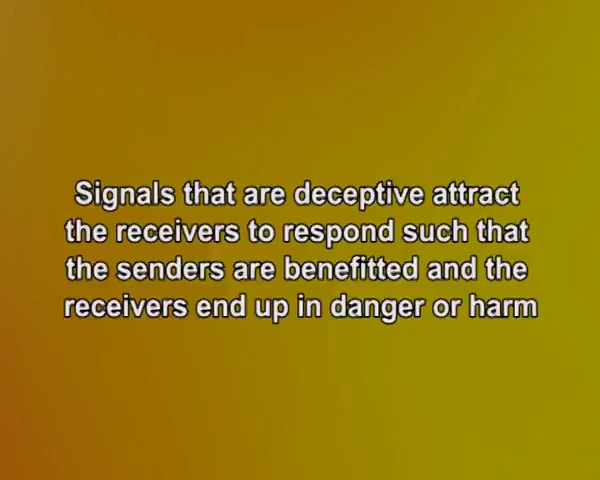 Signals that are deceptive attract
the receivers to respond such that
the senders are benefitted and the
receivers end up in danger or harm